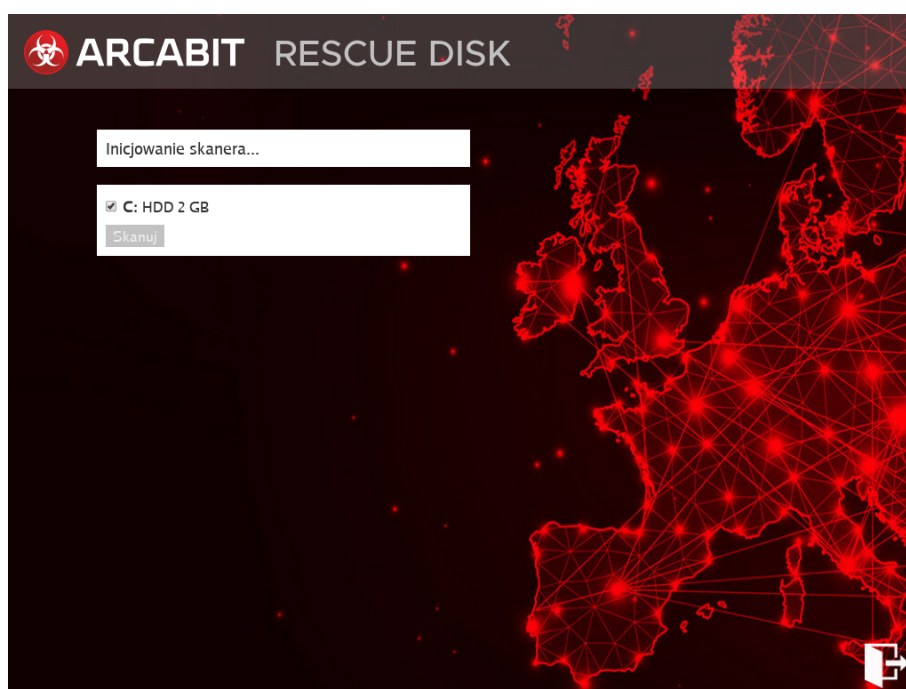 ARCABIT RESCUE DISK
Inicjowanie skanera...
C: HDD 2 GB
Skanuj